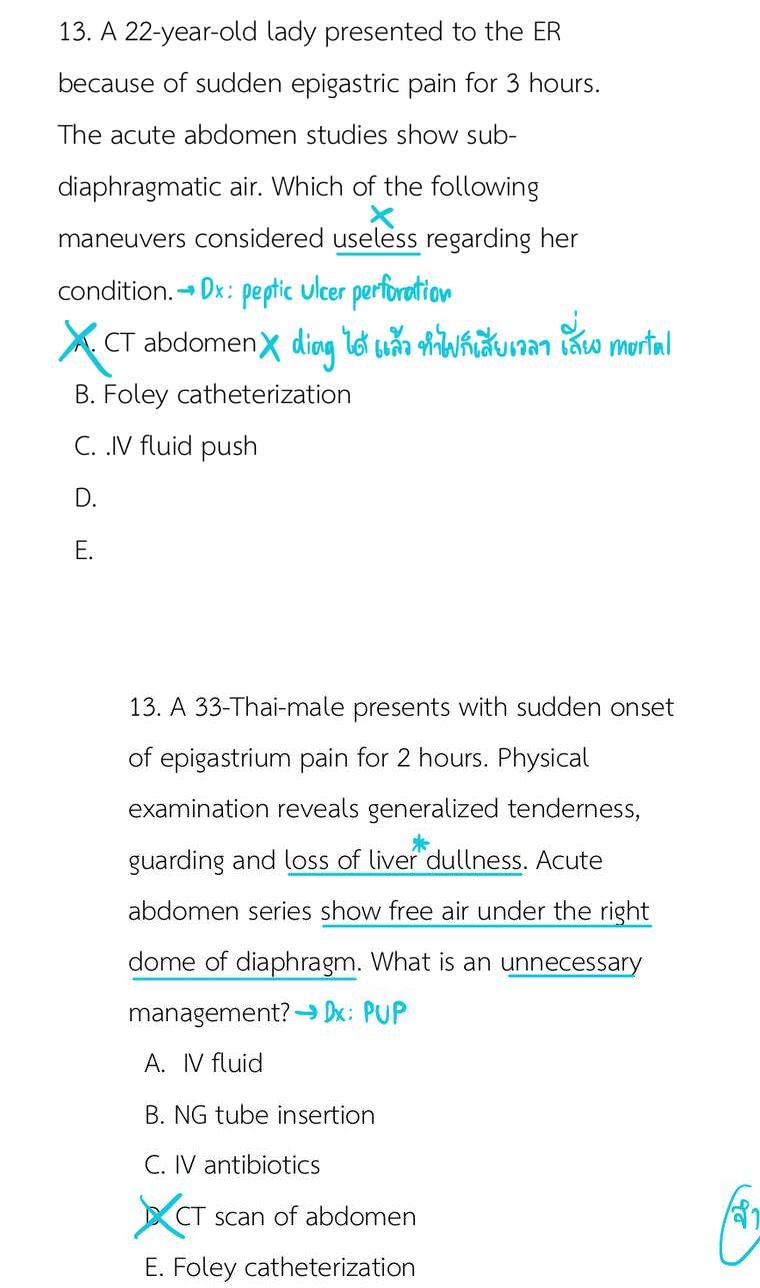 13. A 22-year-old lady presented to the ER
because of sudden epigastric pain for 3 hours.
The acute abdomen studies show sub-
diaphragmatic air. Which of the following
maneuvers considered useless regarding her
condition. → Dx: peptic ulcer perforation
A. CT abdomen X diag ได้ แล้ว ทำไปก็เสียเวลา เสี่ยง mortal
B. Foley catheterization
C. .IV fluid push
D.
E.
13. A 33-Thai-male presents with sudden onset
of epigastrium pain for 2 hours. Physical
examination reveals generalized tenderness,
guarding and loss of liver* dullness. Acute
abdomen series show free air under the right
dome of diaphragm. What is an unnecessary
management? → Dx: PUP
A. IV fluid
B. NG tube insertion
C. IV antibiotics
D. CT scan of abdomen
E. Foley catheterization